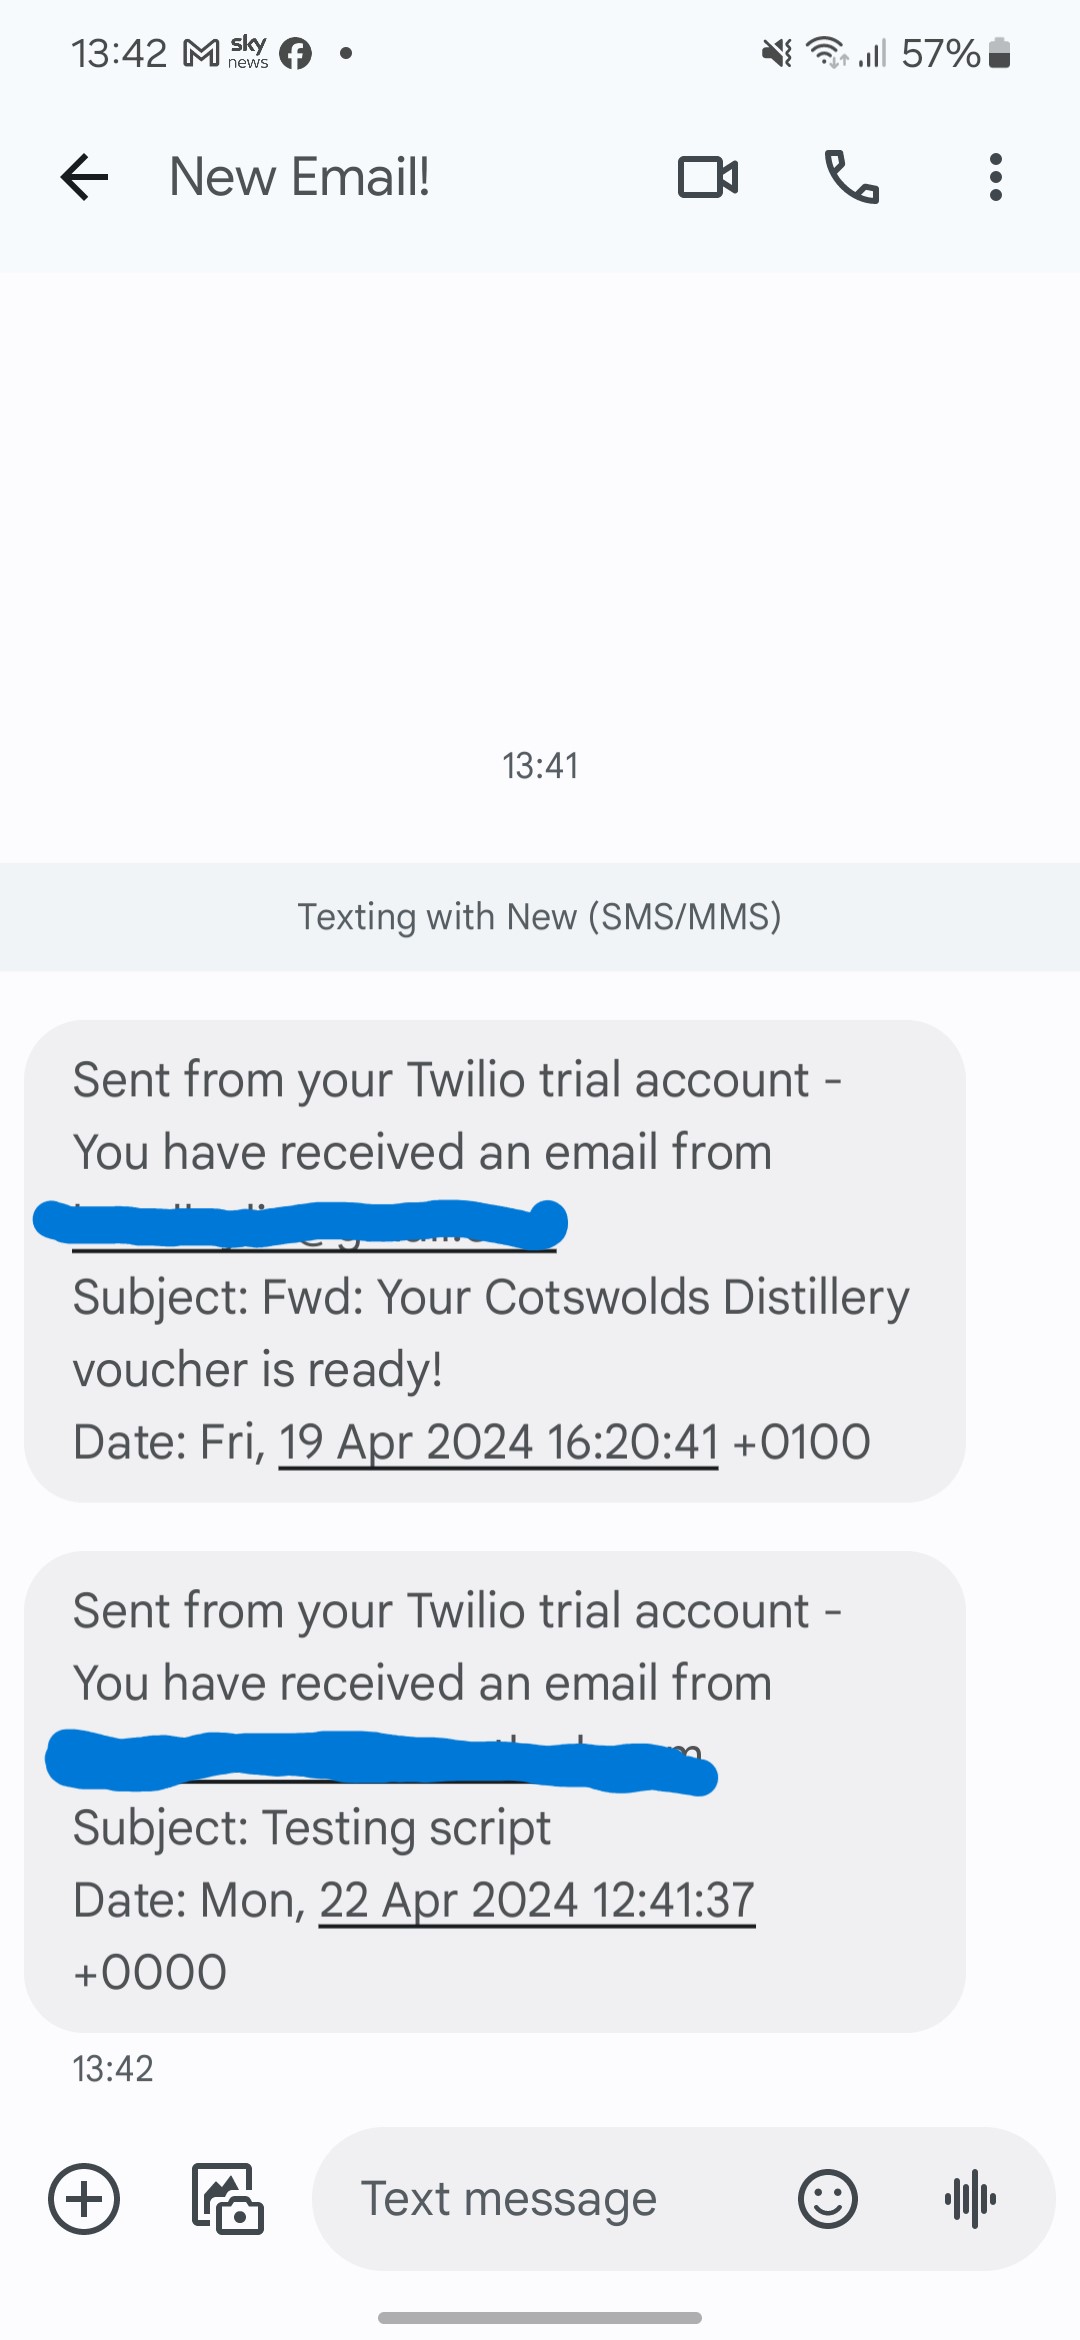 13:42 sky news 57%
New Email!
13:41
Texting with New (SMS/MMS)
Sent from your Twilio trial account -
You have received an email from
Subject: Fwd: Your Cotswolds Distillery
voucher is ready!
Date: Fri, 19 Apr 2024 16:20:41 +0100
Sent from your Twilio trial account -
You have received an email from
Subject: Testing script
Date: Mon, 22 Apr 2024 12:41:37
+0000
13:42
Text message